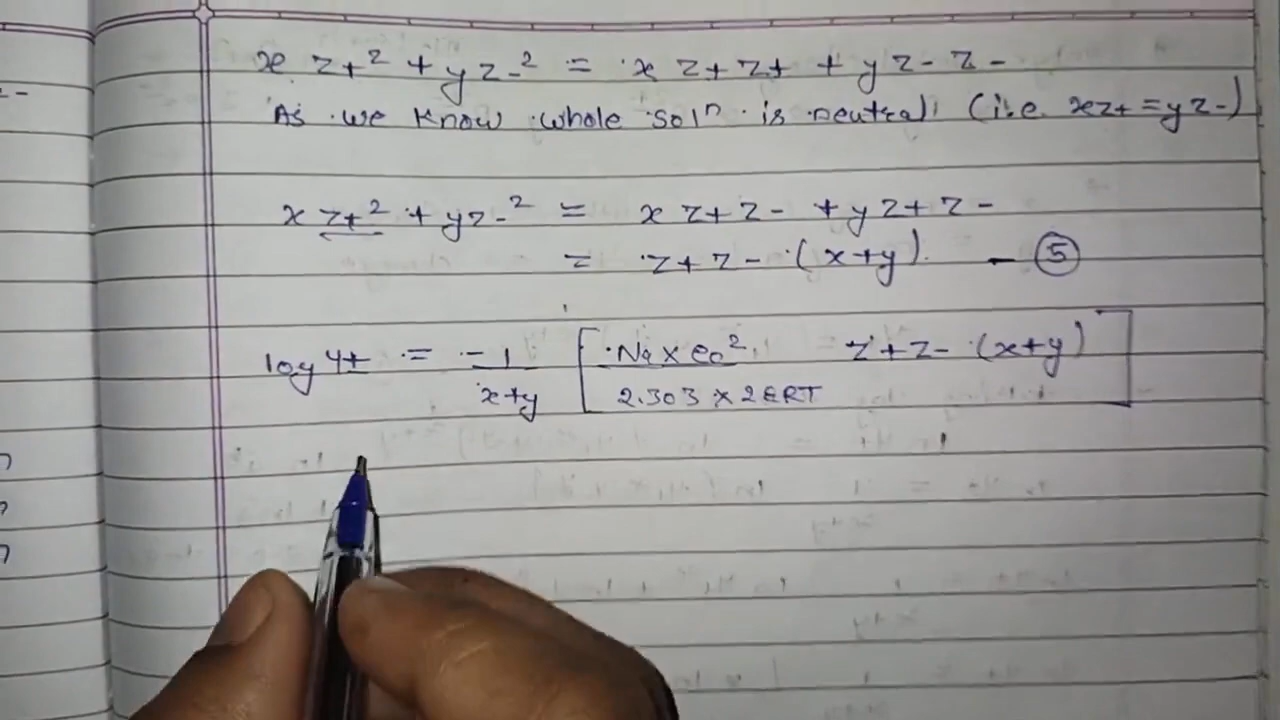 x z+² + y z-² = x z+ z+ + y z- z-
As we know whole solⁿ is neutral (i.e. xz+ = yz-)
x z+² + yz-² = x z+ z- + y z+ z-
= z+ z- (x+y) - ⑤
log γ± = -1/x+y [ NA x e0² / 2.303 x 2ERT z+ z- (x+y) ]